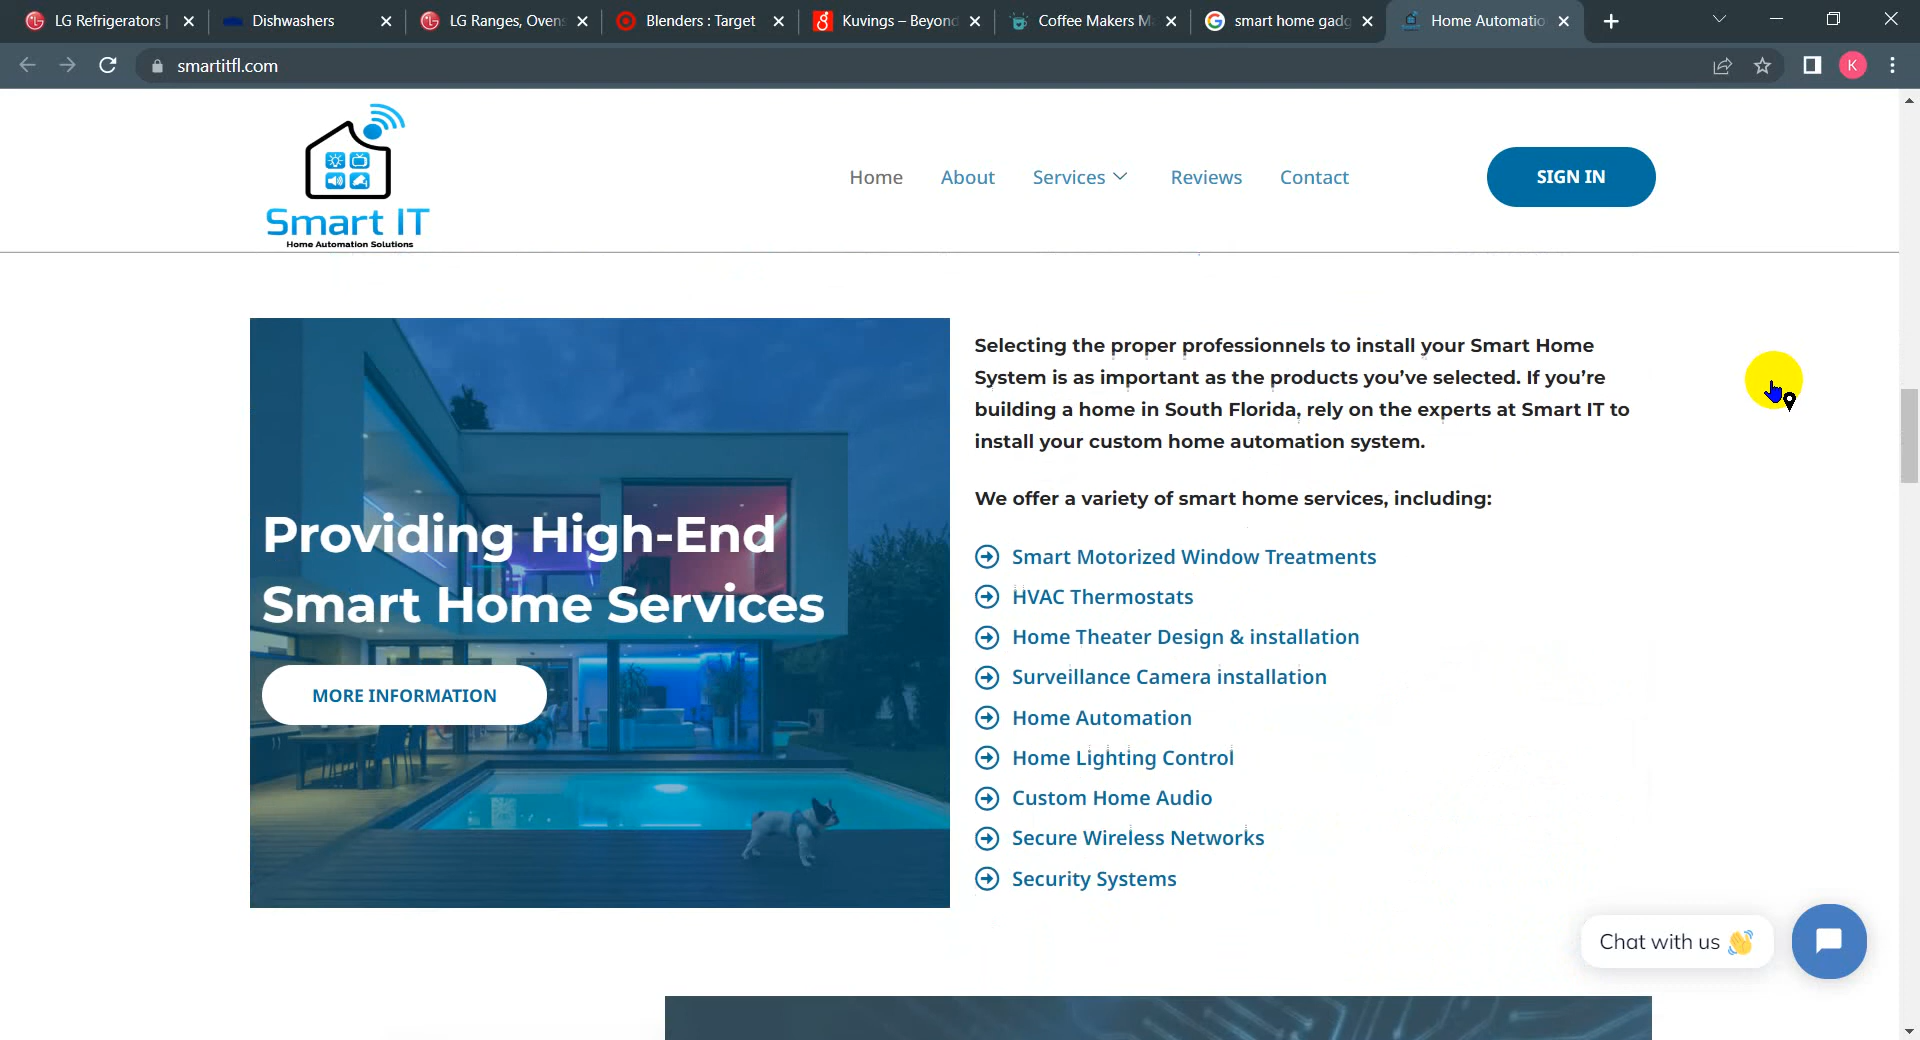 LG Refrigerators |
Dishwashers
LG Ranges, Ovens
Blenders : Target
Kuvings – Beyond
Coffee Makers M
smart home gadg
Home Automatio
smartitfl.com
K
Smart IT
Home Automation Solutions
Home
About
Services
Reviews
Contact
SIGN IN
Providing High-End
Smart Home Services
MORE INFORMATION
Selecting the proper professionnels to install your Smart Home
System is as important as the products you’ve selected. If you’re
building a home in South Florida, rely on the experts at Smart IT to
install your custom home automation system.
We offer a variety of smart home services, including:
Smart Motorized Window Treatments
HVAC Thermostats
Home Theater Design & installation
Surveillance Camera installation
Home Automation
Home Lighting Control
Custom Home Audio
Secure Wireless Networks
Security Systems
Chat with us 👋